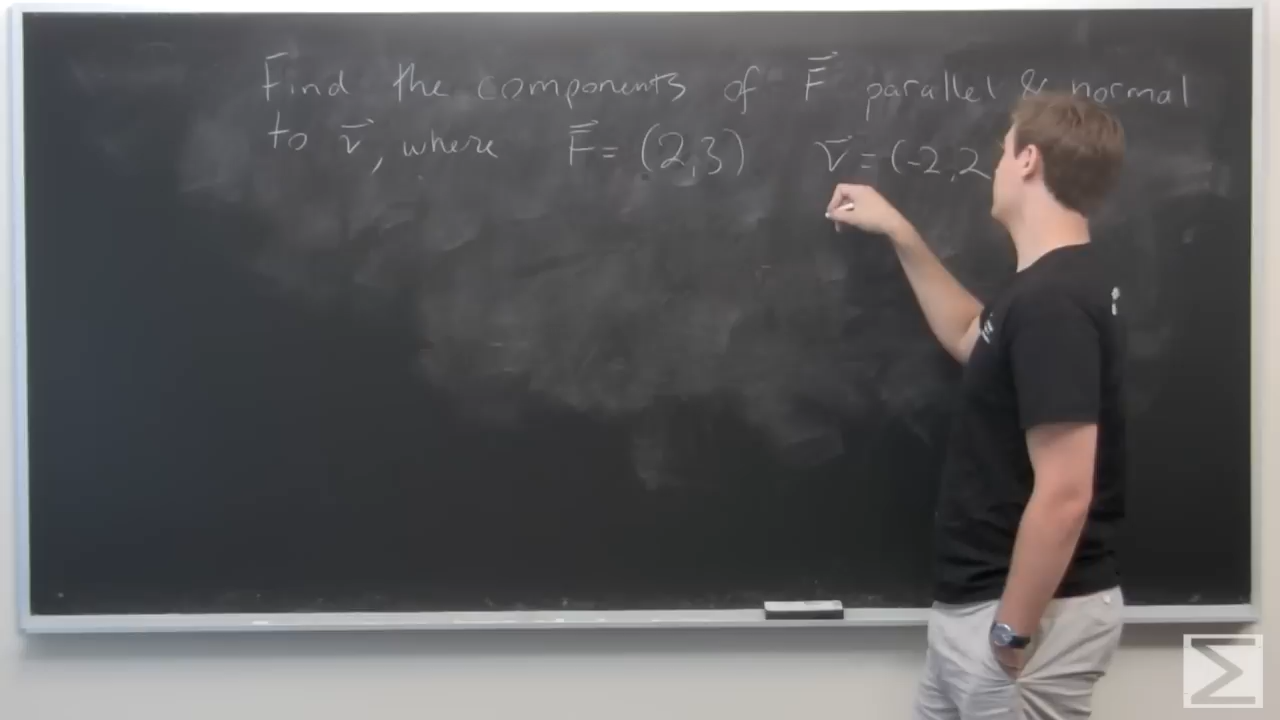 Find the components of F⃗ parallel & normal
to v⃗, where F⃗ = (2,3) v⃗ = (-2,2
Σ